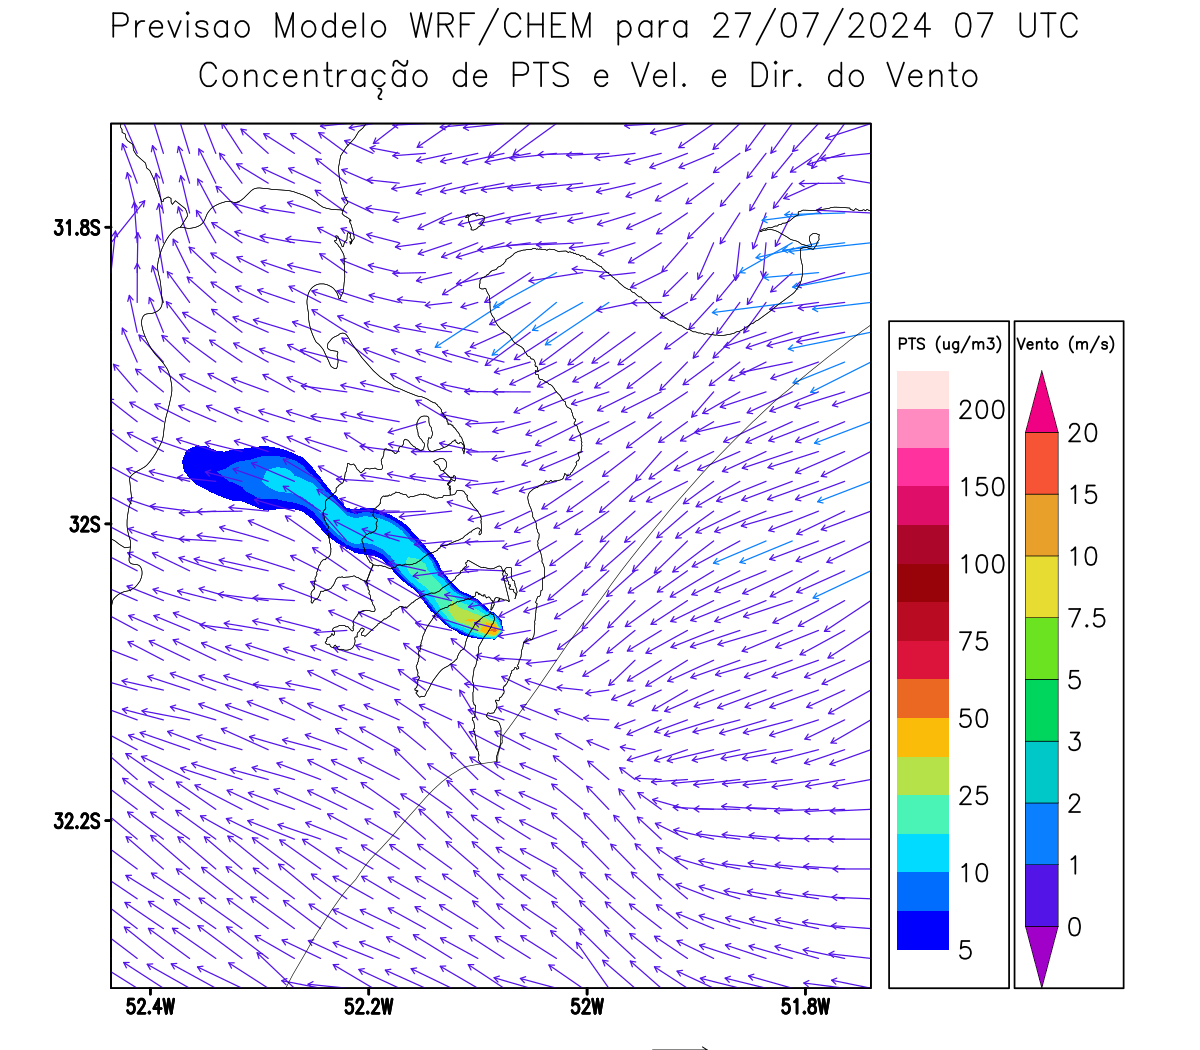 Previsao Modelo WRF/CHEM para 27/07/2024 07 UTC
Concentração de PTS e Vel. e Dir. do Vento
31.8S
32S
32.2S
52.4W
52.2W
52W
51.8W
PTS (ug/m3)
200
150
100
75
50
25
10
5
Vento (m/s)
20
15
10
7.5
5
3
2
1
0